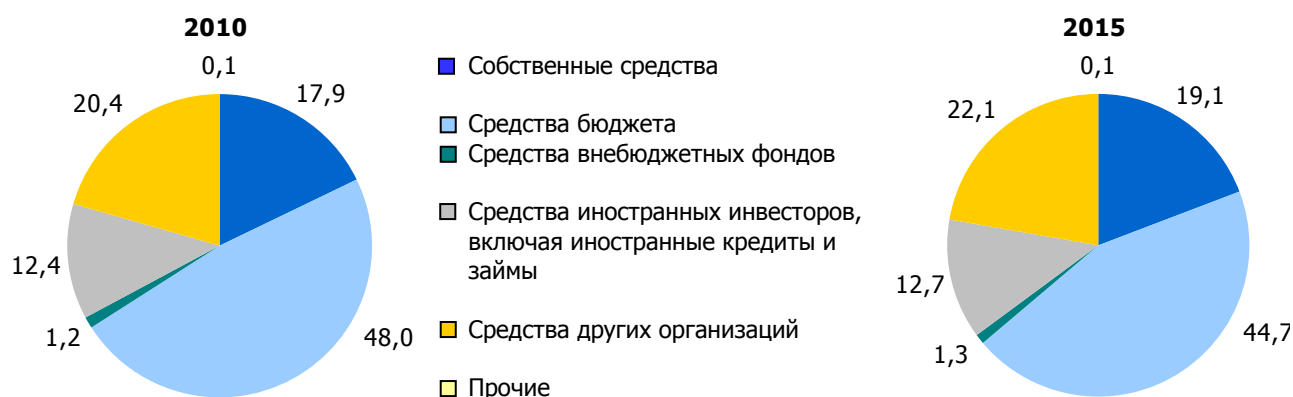 2010
0,1
17,9
20,4
12,4
1,2
48,0
Собственные средства
Средства бюджета
Средства внебюджетных фондов
Средства иностранных инвесторов,
включая иностранные кредиты и
займы
Средства других организаций
Прочие
2015
0,1
19,1
22,1
12,7
1,3
44,7